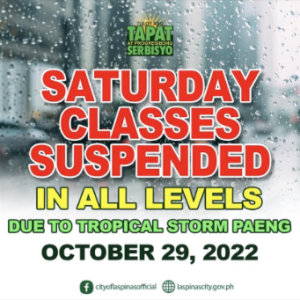 TAPAT
AT PROGRESIBONG
SERBISYO
SATURDAY
CLASSES
SUSPENDED
IN ALL LEVELS
DUE TO TROPICAL STORM PAENG
OCTOBER 29, 2022
cityoflaspinasofficial laspinascity.gov.ph